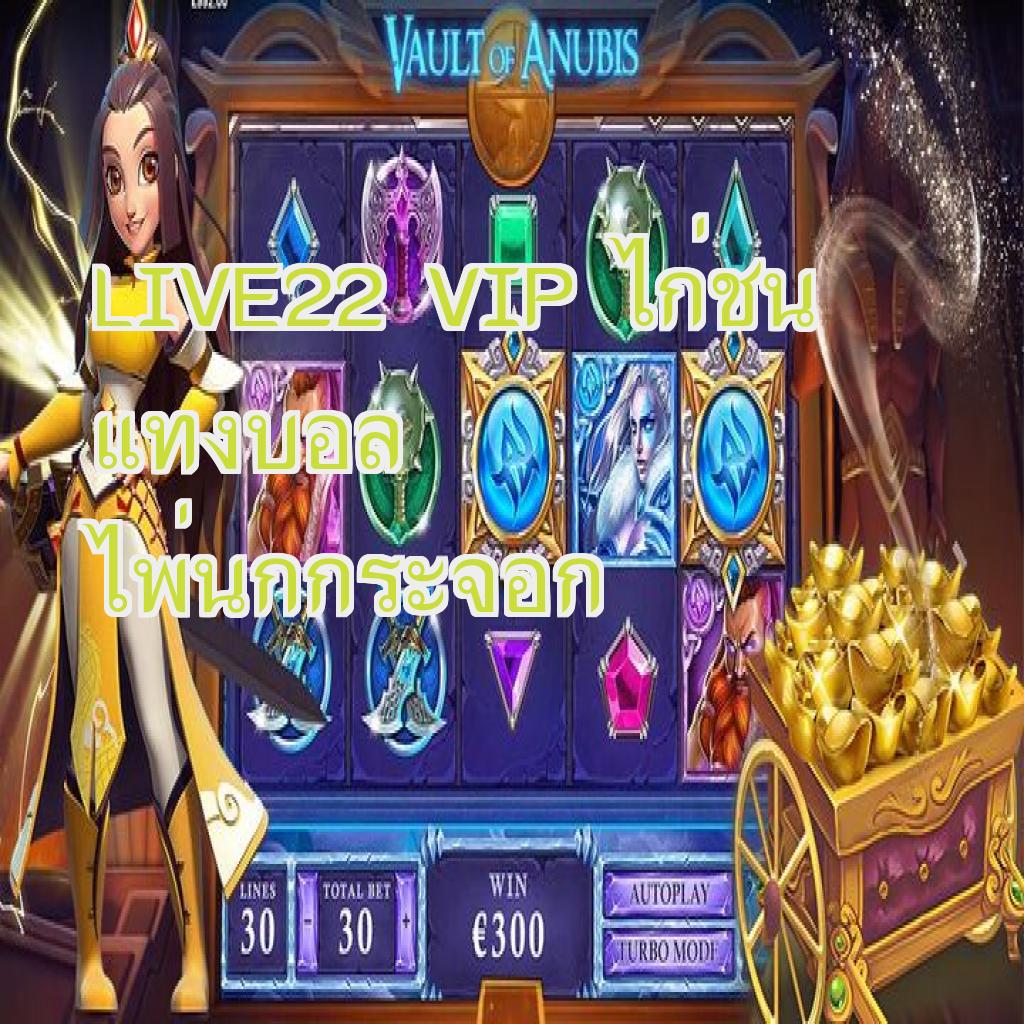 VAULT OF ANUBIS
LIVE22 VIP ไก่ชน
แทงบอล
ไพ่นกกระจอก
LINES
30
TOTAL BET
- 30 +
WIN
€300
AUTOPLAY
TURBO MODE